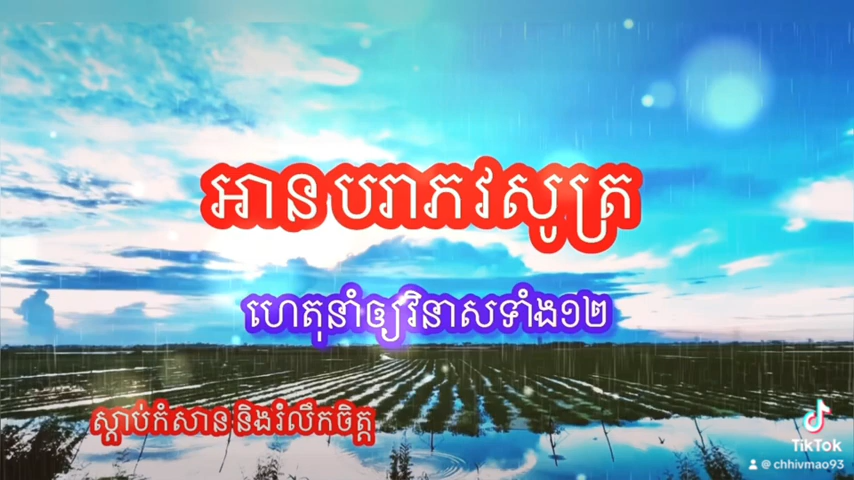 អានបរាភវសូត្រ
ហេតុនាំឲ្យវិនាសទាំង១២
ស្ដាប់កំសាន្ត និងរំលឹកចិត្ត
TikTok
@chhivmao93